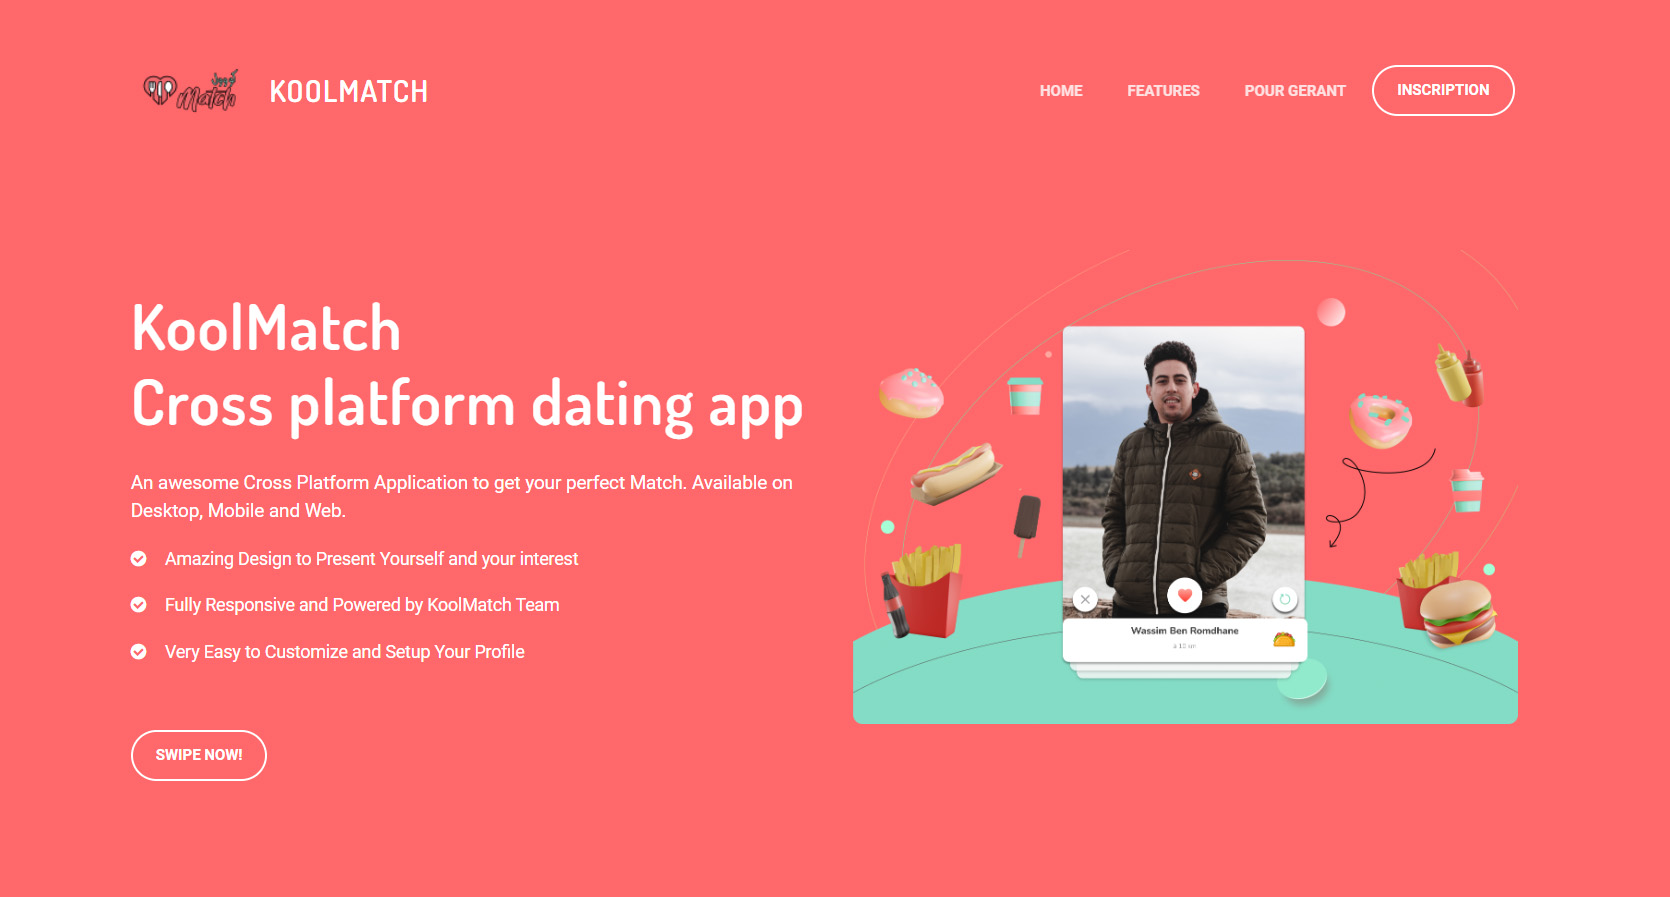 Just
Match
KOOLMATCH
HOME
FEATURES
POUR GERANT
INSCRIPTION
KoolMatch
Cross platform dating app
An awesome Cross Platform Application to get your perfect Match. Available on
Desktop, Mobile and Web.
Amazing Design to Present Yourself and your interest
Fully Responsive and Powered by KoolMatch Team
Very Easy to Customize and Setup Your Profile
SWIPE NOW!
Wassim Ben Romdhane